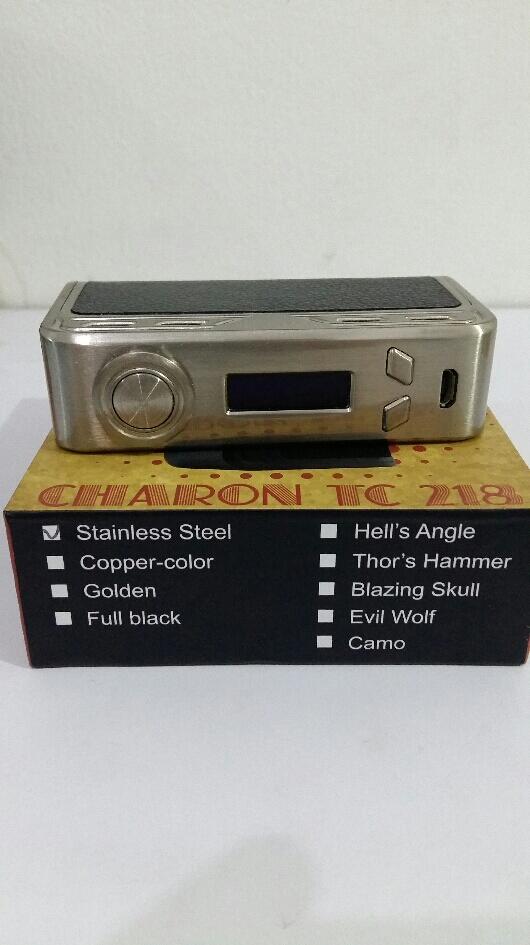 CHARON TC 218
Stainless Steel
Copper-color
Golden
Full black
Hell's Angle
Thor's Hammer
Blazing Skull
Evil Wolf
Camo